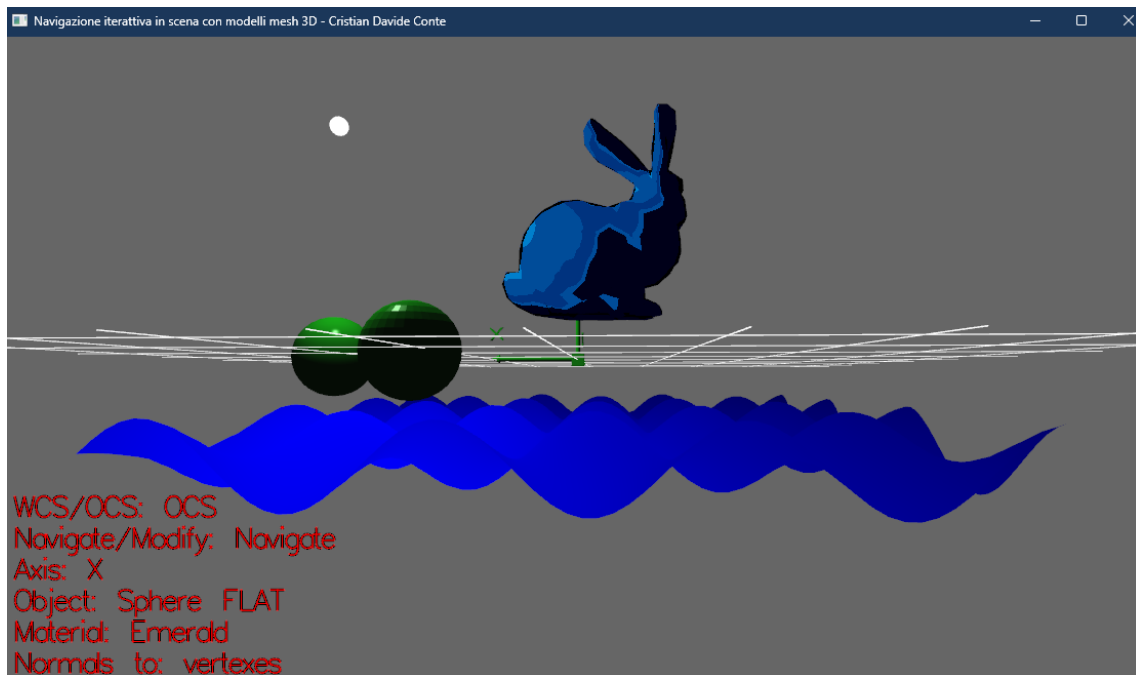 Navigazione iterattiva in scena con modelli mesh 3D - Cristian Davide Conte
X
WCS/OCS: OCS
Navigate/Modify: Navigate
Axis: X
Object: Sphere FLAT
Material: Emerald
Normals to: vertexes